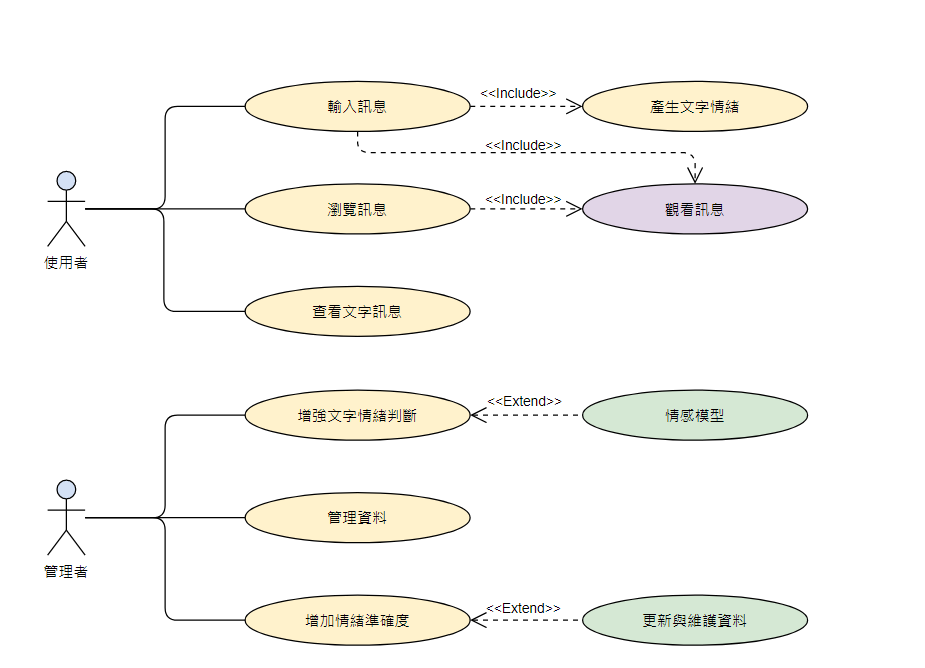 輸入訊息
<<Include>>
產生文字情緒
<<Include>>
瀏覽訊息
<<Include>>
觀看訊息
使用者
查看文字訊息
增強文字情緒判斷
<<Extend>>
情感模型
管理資料
管理者
增加情緒準確度
<<Extend>>
更新與維護資料